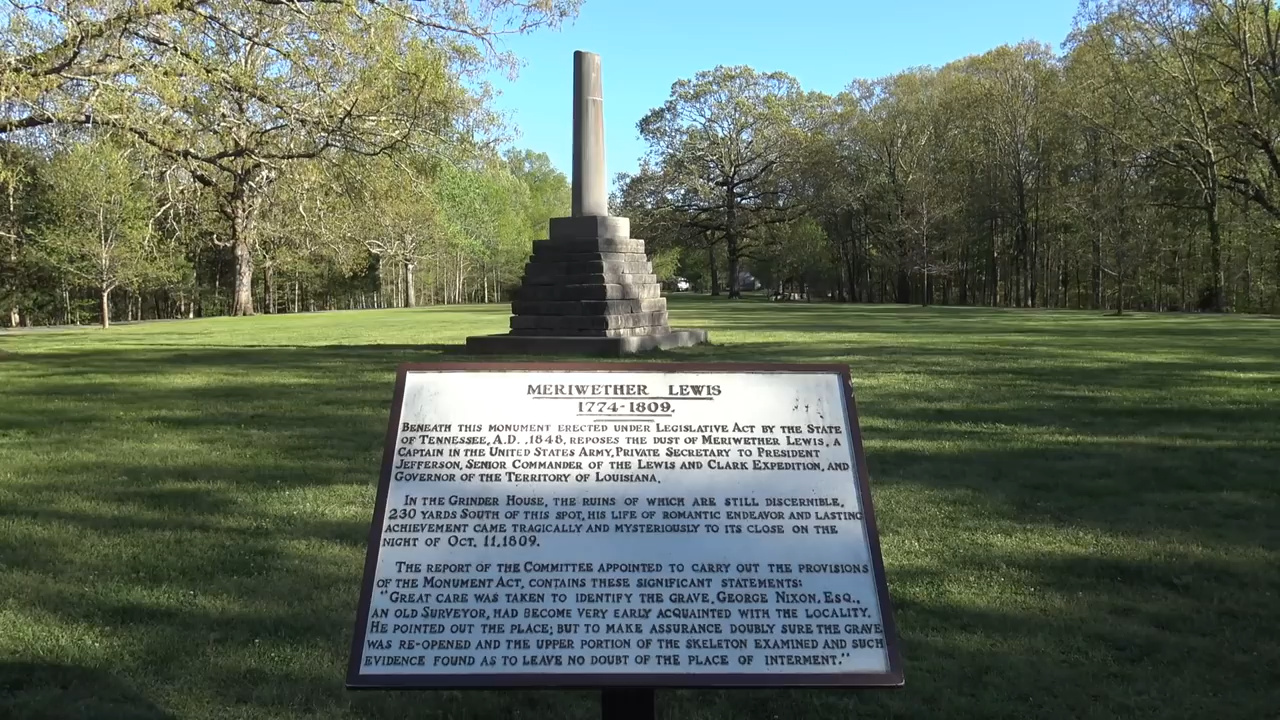 MERIWETHER LEWIS
1774-1809.
BENEATH THIS MONUMENT ERECTED UNDER LEGISLATIVE ACT BY THE STATE
OF TENNESSEE, A.D. ,1848, REPOSES THE DUST OF MERIWETHER LEWIS, A
CAPTAIN IN THE UNITED STATES ARMY, PRIVATE SECRETARY TO PRESIDENT
JEFFERSON, SENIOR COMMANDER OF THE LEWIS AND CLARK EXPEDITION, AND
GOVERNOR OF THE TERRITORY OF LOUISIANA.
IN THE GRINDER HOUSE, THE RUINS OF WHICH ARE STILL DISCERNIBLE,
230 YARDS SOUTH OF THIS SPOT, HIS LIFE OF ROMANTIC ENDEAVOR AND LASTING
ACHIEVEMENT CAME TRAGICALLY AND MYSTERIOUSLY TO ITS CLOSE ON THE
NIGHT OF OCT. 11,1809.
THE REPORT OF THE COMMITTEE APPOINTED TO CARRY OUT THE PROVISIONS
OF THE MONUMENT ACT, CONTAINS THESE SIGNIFICANT STATEMENTS:
"GREAT CARE WAS TAKEN TO IDENTIFY THE GRAVE. GEORGE NIXON, ESQ.,
AN OLD SURVEYOR, HAD BECOME VERY EARLY ACQUAINTED WITH THE LOCALITY.
HE POINTED OUT THE PLACE; BUT TO MAKE ASSURANCE DOUBLY SURE THE GRAVE
WAS RE-OPENED AND THE UPPER PORTION OF THE SKELETON EXAMINED AND SUCH
EVIDENCE FOUND AS TO LEAVE NO DOUBT OF THE PLACE OF INTERMENT."